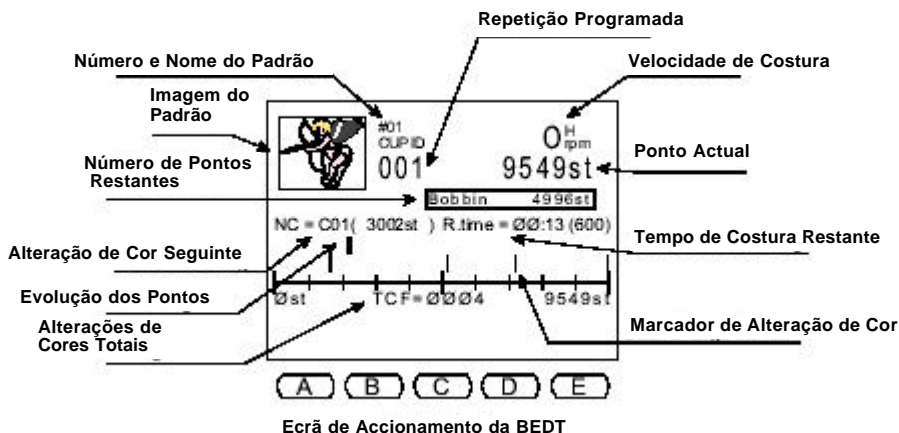 Repetição Programada
Número e Nome do Padrão
Velocidade de Costura
Imagem do
Padrão
#01
CUPID
001
0 H
rpm
9549st
Ponto Actual
Número de Pontos
Restantes
Bobbin 4996st
NC = C01( 3002st ) R.time = ØØ:13 (600)
Tempo de Costura Restante
Alteração de Cor Seguinte
Evolução dos Pontos
Øst TCF= ØØØ4 9549st
Alterações de
Cores Totais
Marcador de Alteração de Cor
A B C D E
Ecrã de Accionamento da BEDT